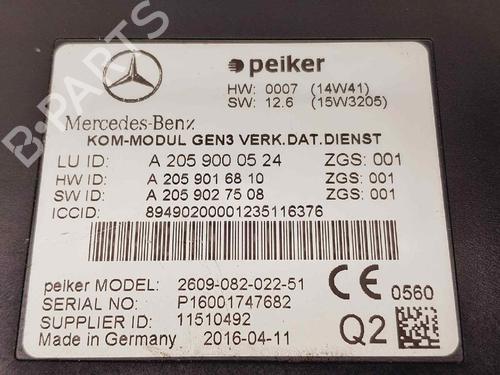 B-PARTS
peiker
HW: 0007 (14W41)
SW: 12.6 (15W3205)
Mercedes-Benz
KOM-MODUL GEN3 VERK.DAT.DIENST
LU ID: A 205 900 05 24 ZGS: 001
HW ID: A 205 901 68 10 ZGS: 001
SW ID: A 205 902 75 08 ZGS: 001
ICCID: 89490200001235116376
peiker MODEL: 2609-082-022-51
SERIAL NO: P16001747682
SUPPLIER ID: 11510492
Made in Germany 2016-04-11
CE 0560
Q2